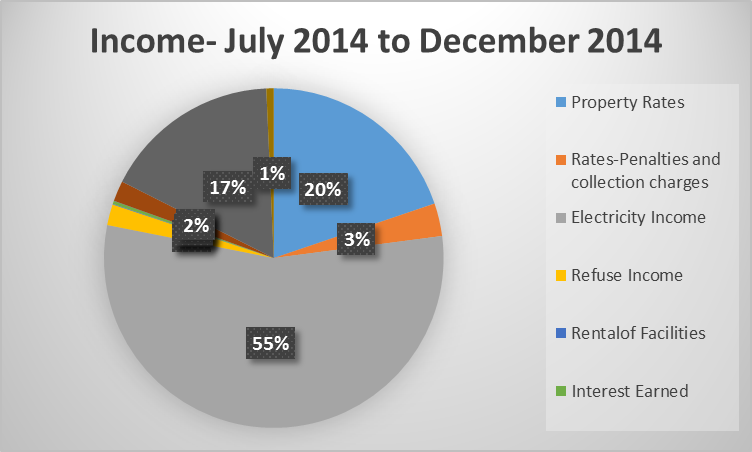 Income- July 2014 to December 2014
1%
17%
20%
2%
3%
55%
Property Rates
Rates-Penalties and
collection charges
Electricity Income
Refuse Income
Rentalof Facilities
Interest Earned